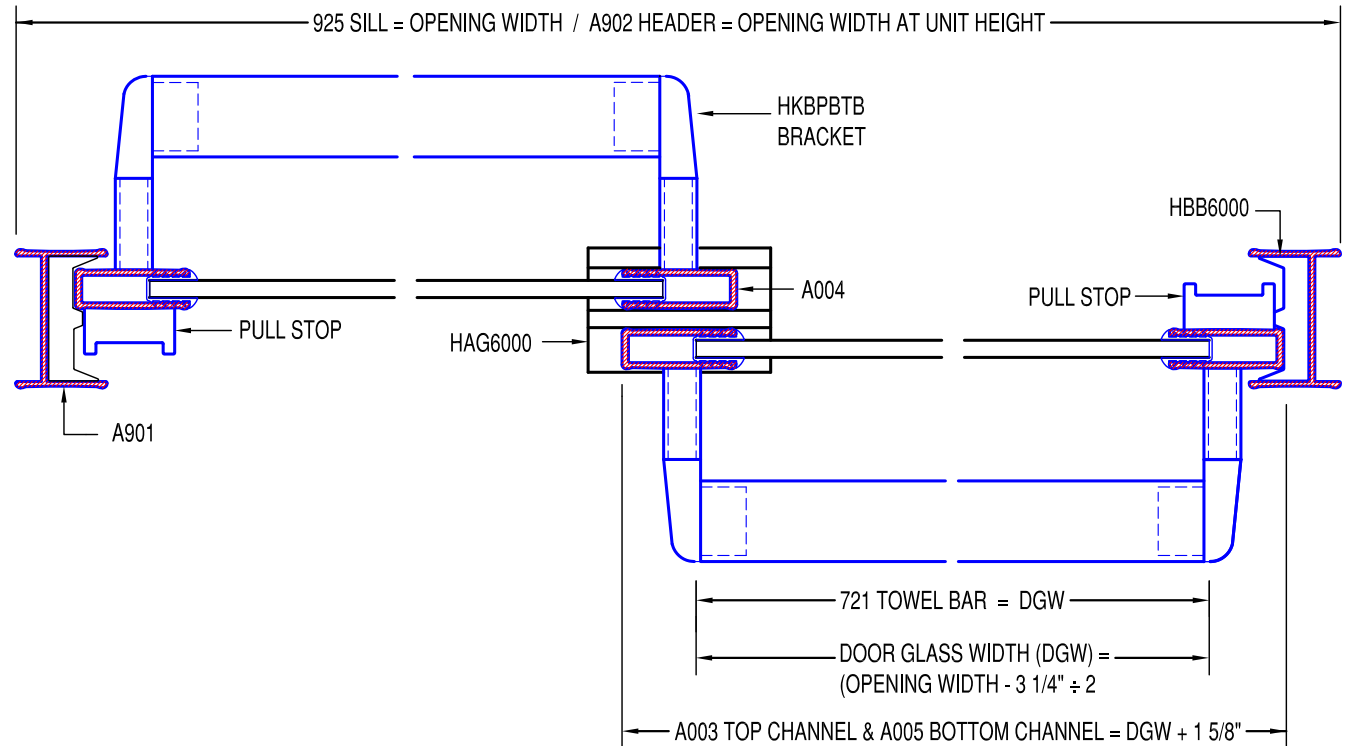 925 SILL = OPENING WIDTH / A902 HEADER = OPENING WIDTH AT UNIT HEIGHT
HKBPBTB
BRACKET
HBB6000
A004
PULL STOP
PULL STOP
HAG6000
A901
721 TOWEL BAR = DGW
DOOR GLASS WIDTH (DGW) =
(OPENING WIDTH - 3 1/4" ÷ 2
A003 TOP CHANNEL & A005 BOTTOM CHANNEL = DGW + 1 5/8"